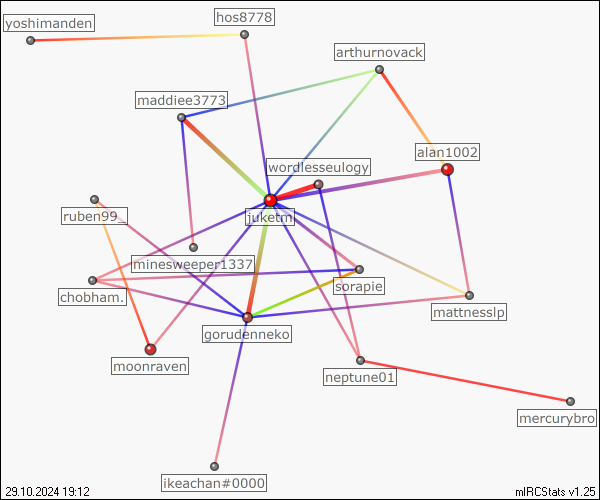 hos8778
yoshimanden
arthurnovack
maddiee3773
alan1002
wordlesseulogy
juketm
ruben99_
minesweeper1337
sorapie
chobham.
mattnesslp
gorudenneko
moonraven
neptune01
mercurybro
ikeachan#0000
29.10.2024 19:12
mIRCStats v1.25